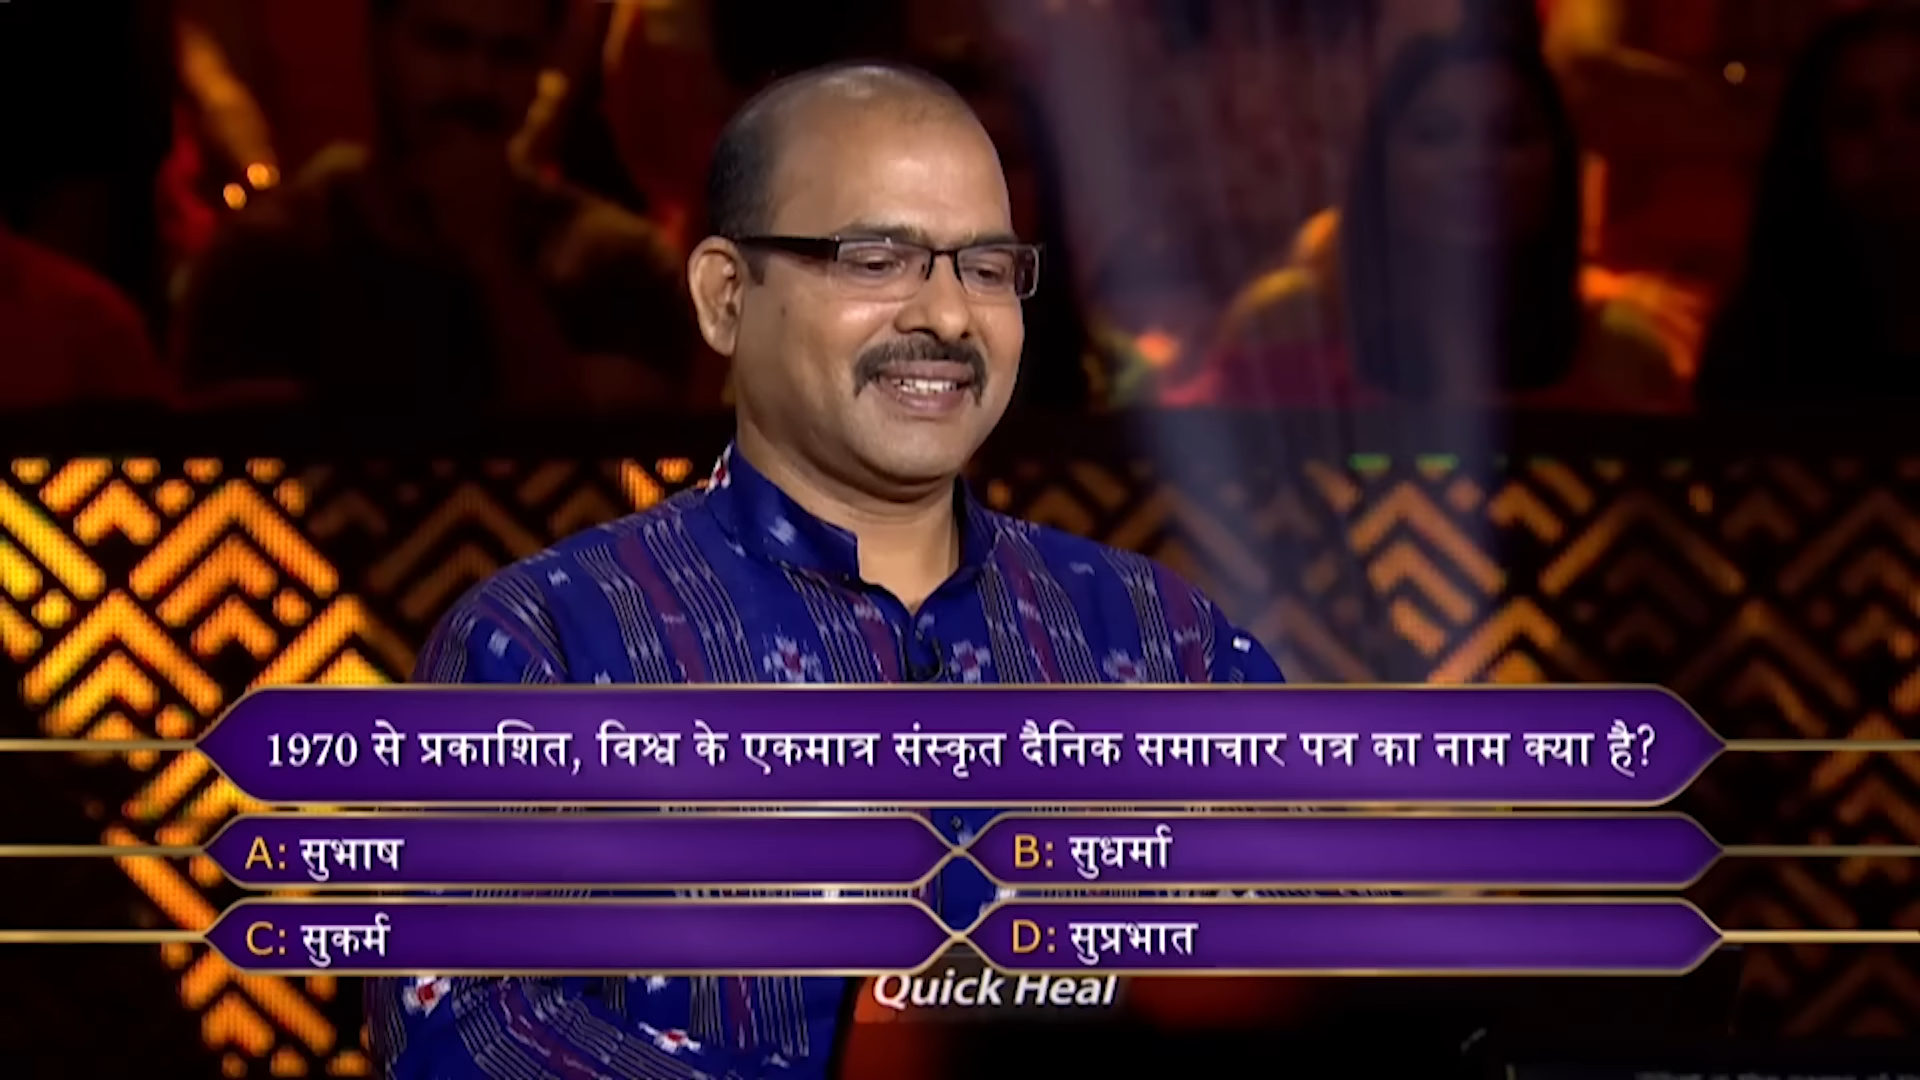 1970 से प्रकाशित, विश्व के एकमात्र संस्कृत दैनिक समाचार पत्र का नाम क्या है?
A: सुभाष
B: सुधर्मा
C: सुकर्म
D: सुप्रभात
Quick Heal